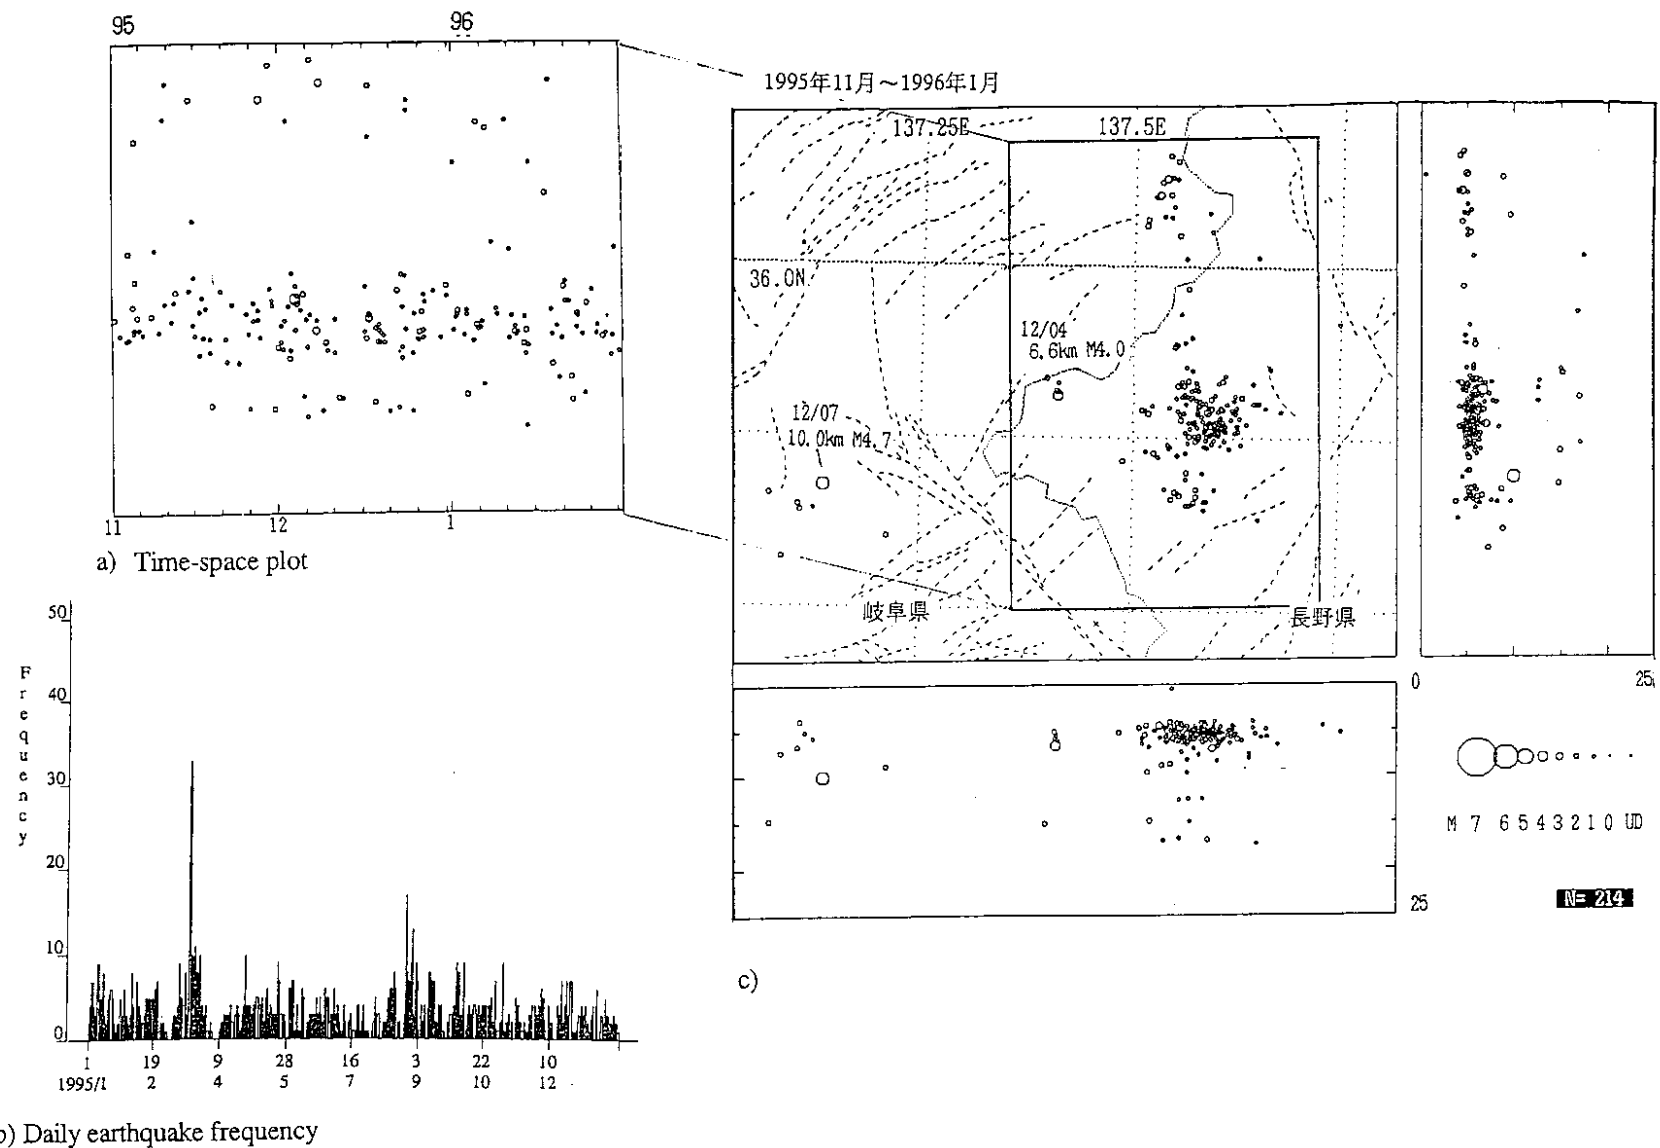 95 96
11 12 1
a) Time-space plot
50
40
30
20
10
0
Frequency
1 19 9 28 16 3 22 10
1995/1 2 4 5 7 9 10 12
b) Daily earthquake frequency
1995年11月～1996年1月
137.25E 137.5E
36.0N
12/04
6.6km M4.0
12/07
10.0km M4.7
岐阜県 長野県
0
25
25
M 7 6 5 4 3 2 1 0 UD
N= 214
c)